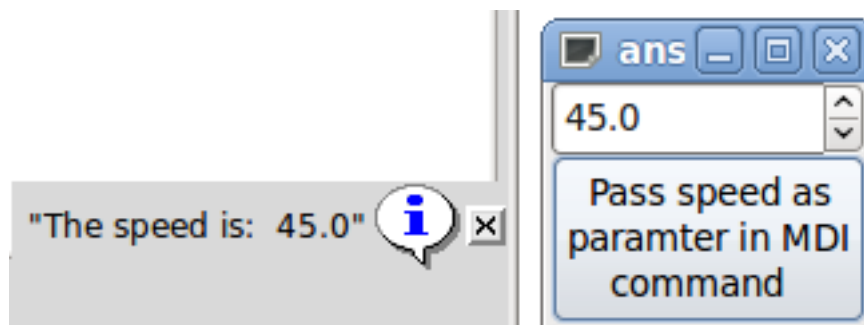 "The speed is:  45.0"
ans
45.0
Pass speed as
paramter in MDI
command